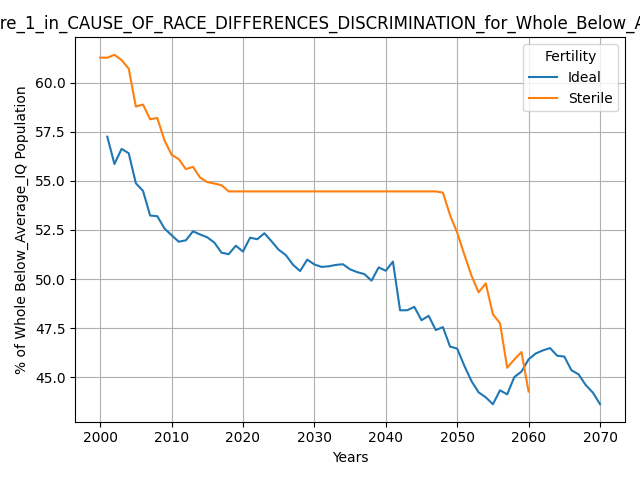 re_1_in_CAUSE_OF_RACE_DIFFERENCES_DISCRIMINATION_for_Whole_Below_A
Fertility
Ideal
Sterile
% of Whole Below_Average_IQ Population
60.0
57.5
55.0
52.5
50.0
47.5
45.0
2000
2010
2020
2030
2040
2050
2060
2070
Years